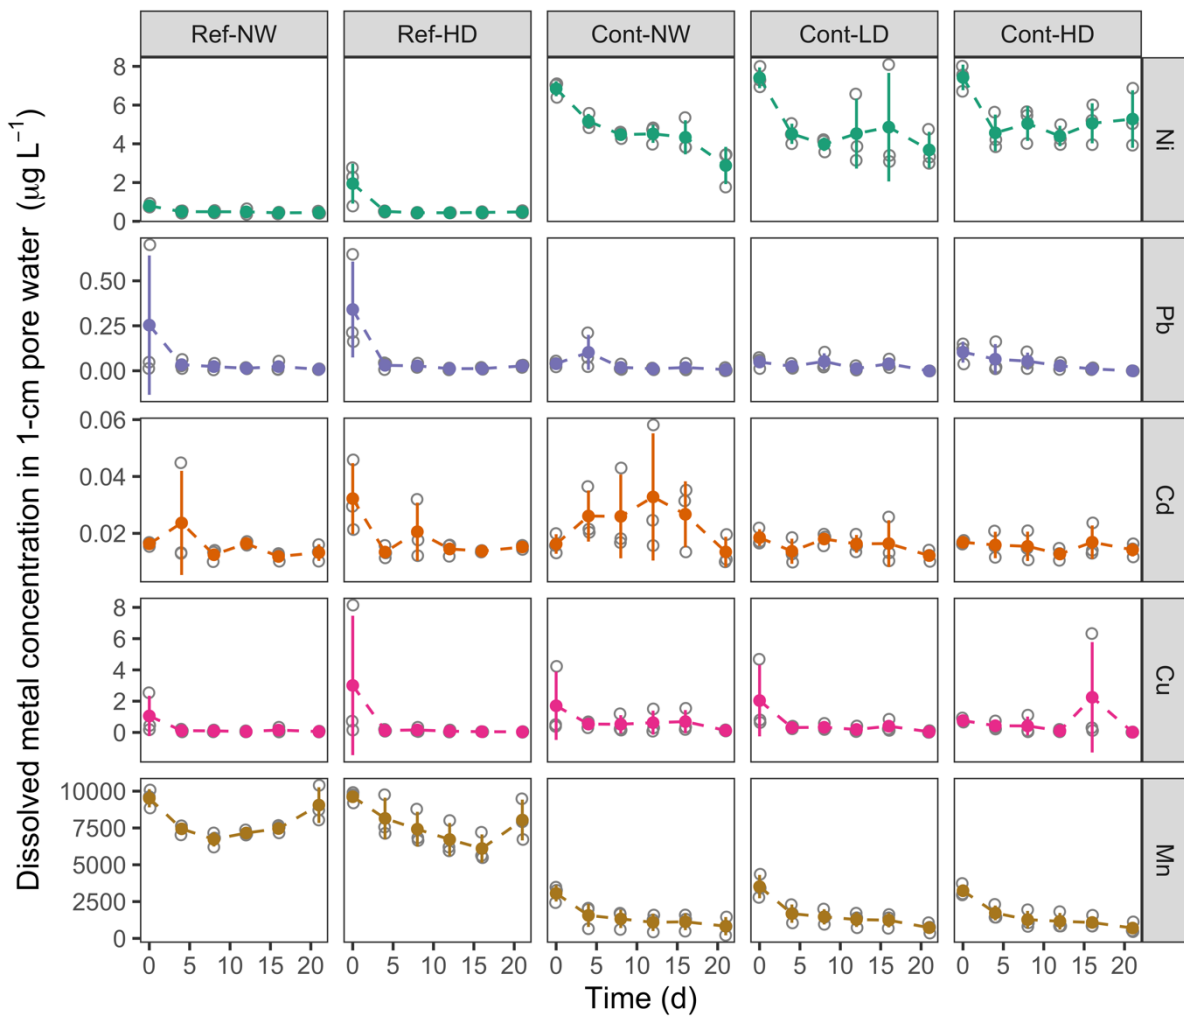 Ref-NW Ref-HD Cont-NW Cont-LD Cont-HD
Dissolved metal concentration in 1-cm pore water (μg L⁻¹)
8
6
4
2
0
Ni
0.50
0.25
0.00
Pb
0.06
0.04
0.02
Cd
8
6
4
2
0
Cu
10000
7500
5000
2500
0
Mn
0 5 10 15 20 0 5 10 15 20 0 5 10 15 20 0 5 10 15 20 0 5 10 15 20
Time (d)